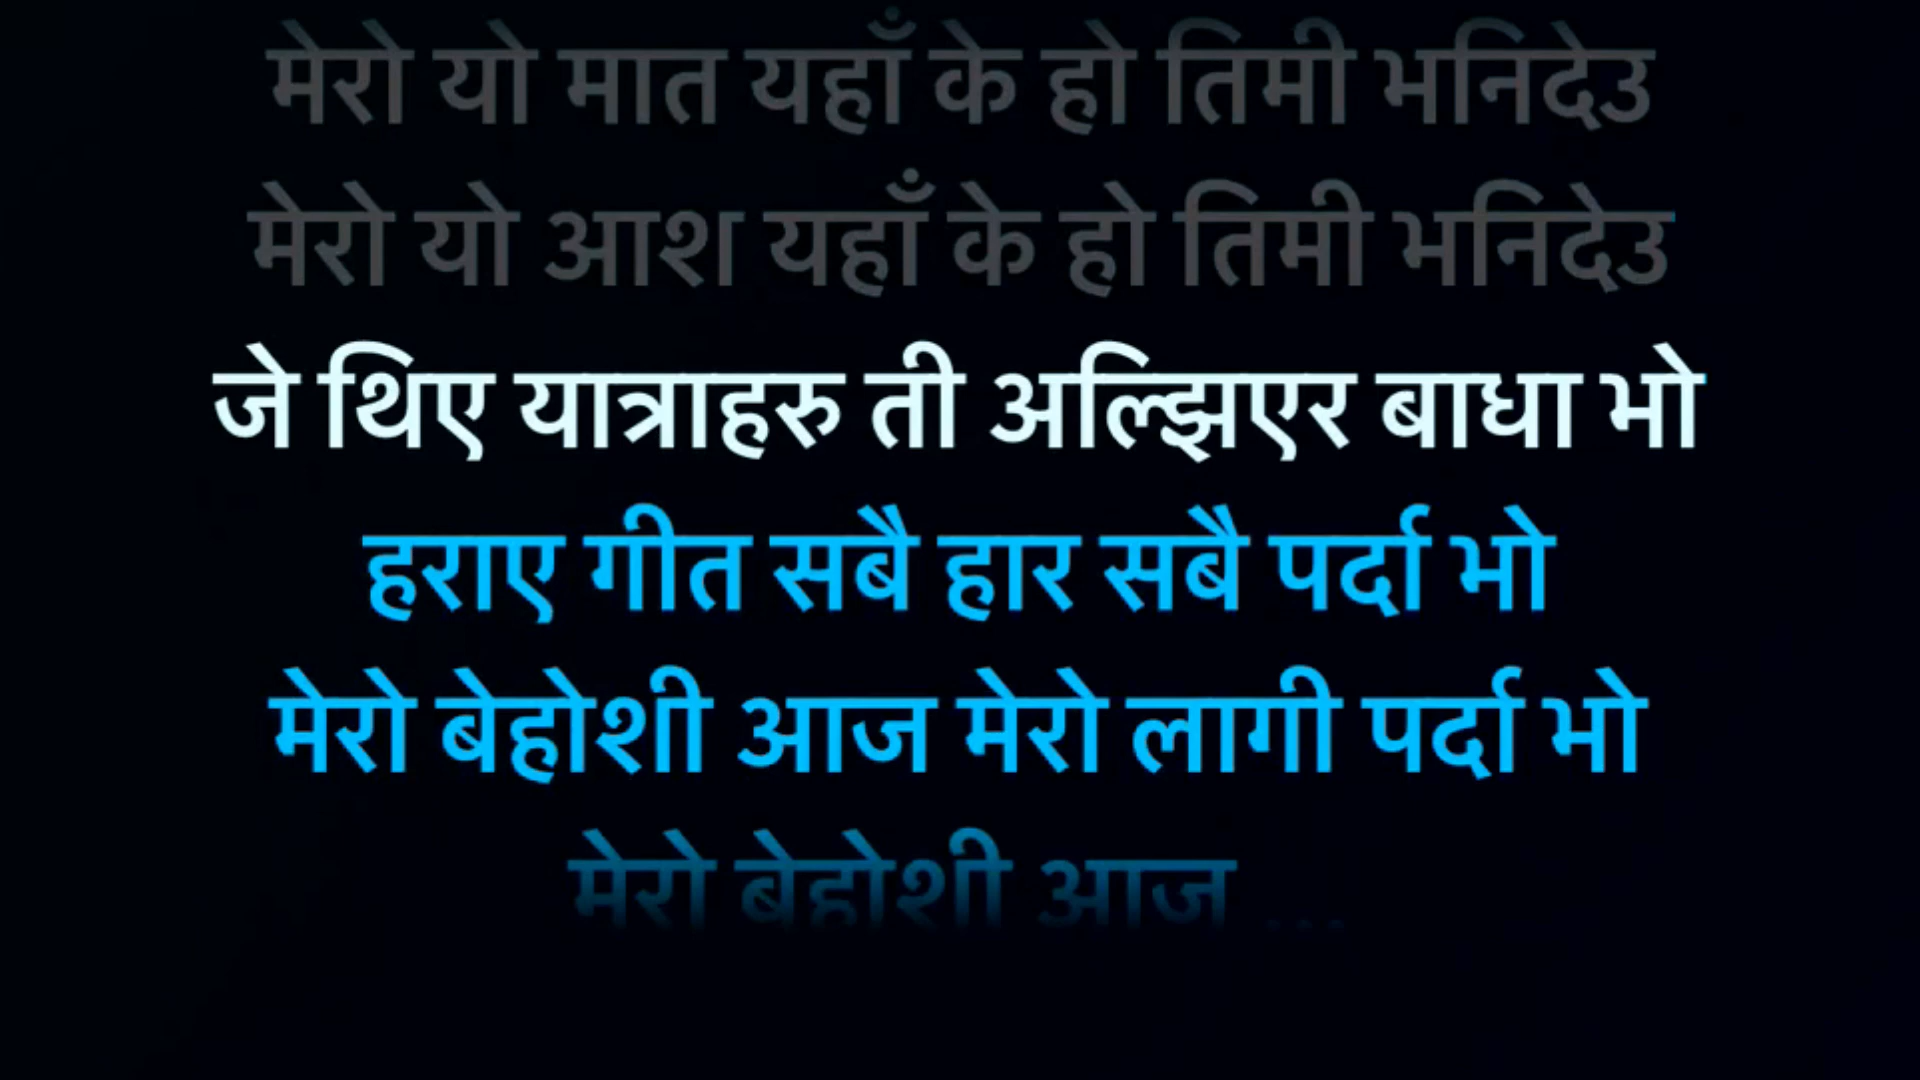 मेरो यो मात यहाँ के हो तिमी भनिदेउ
मेरो यो आश यहाँ के हो तिमी भनिदेउ
जे थिए यात्राहरु ती अल्झिएर बाधा भो
हराए गीत सबै हार सबै पर्दा भो
मेरो बेहोशी आज मेरो लागी पर्दा भो
मेरो बेहोशी आज ...